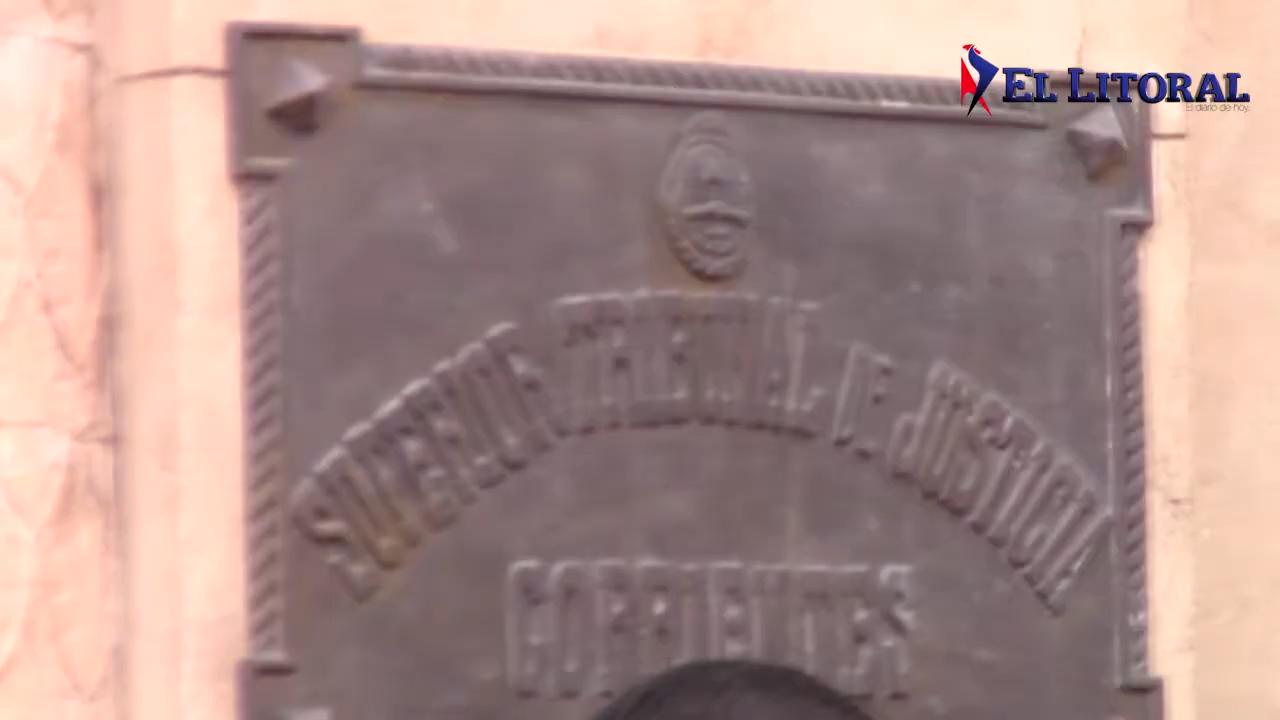 EL LITORAL
El diario de hoy.
SUPERIOR TRIBUNAL DE JUSTICIA
CORRIENTES